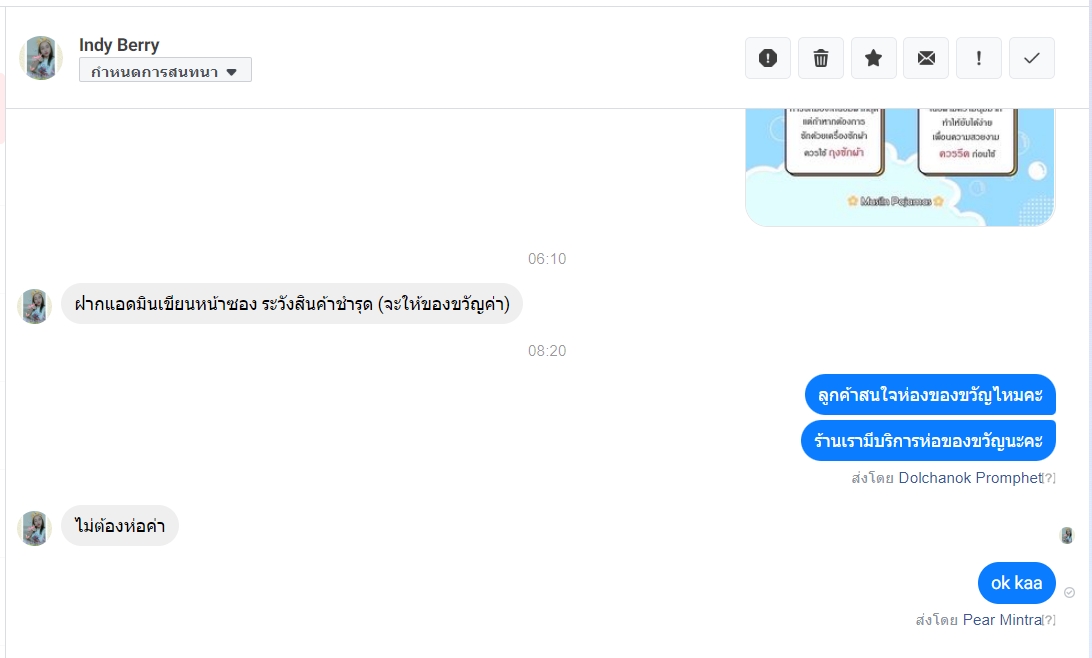 Indy Berry
กำหนดการสนทนา
แต่ถ้าหากต้องการ
ซักด้วยเครื่องซักผ้า
ควรใช้ ถุงซักผ้า
ทำให้ยับได้ง่าย
เพื่อความสวยงาม
ควรรีด ก่อนใช้
Muslin Pajamas
06:10
ฝากแอดมินเขียนหน้าซอง ระวังสินค้าชำรุด (จะให้ของขวัญค่า)
08:20
ลูกค้าสนใจห่องของขวัญไหมคะ
ร้านเรามีบริการห่อของขวัญนะคะ
ส่งโดย Dolchanok Promphet[?]
ไม่ต้องห่อค่า
ok kaa
ส่งโดย Pear Mintra[?]